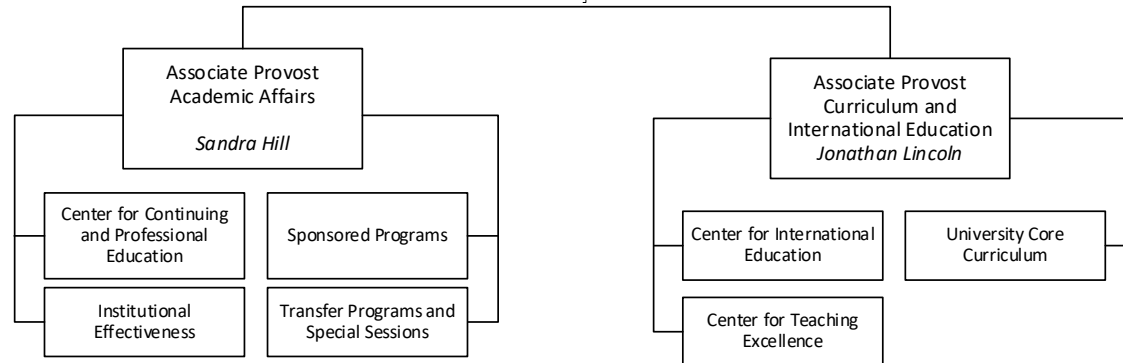 Associate Provost
Academic Affairs
Sandra Hill
Center for Continuing
and Professional
Education
Sponsored Programs
Institutional
Effectiveness
Transfer Programs and
Special Sessions
Associate Provost
Curriculum and
International Education
Jonathan Lincoln
Center for International
Education
University Core
Curriculum
Center for Teaching
Excellence